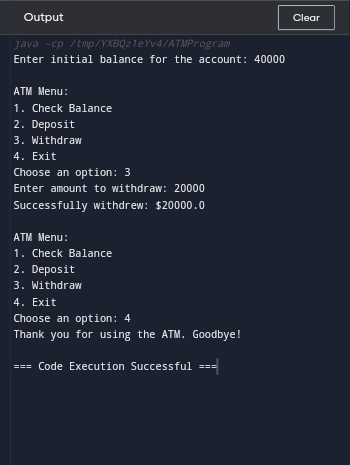 Output
Clear
java -cp /tmp/YXBQz1eYv4/ATMProgram
Enter initial balance for the account: 40000
ATM Menu:
1. Check Balance
2. Deposit
3. Withdraw
4. Exit
Choose an option: 3
Enter amount to withdraw: 20000
Successfully withdrew: $20000.0
ATM Menu:
1. Check Balance
2. Deposit
3. Withdraw
4. Exit
Choose an option: 4
Thank you for using the ATM. Goodbye!
=== Code Execution Successful ===